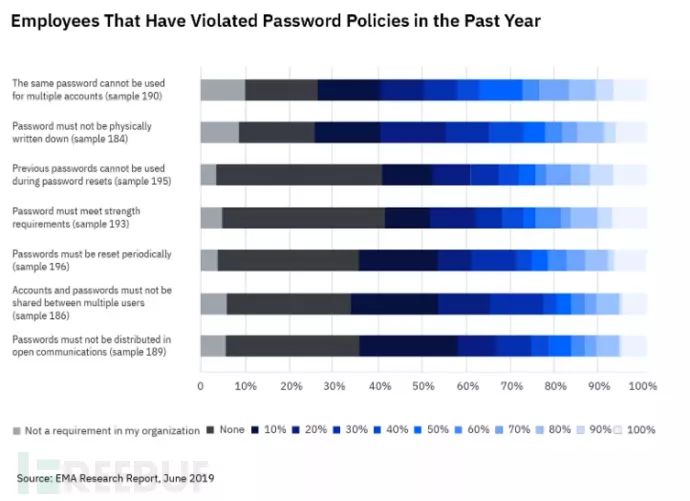 Employees That Have Violated Password Policies in the Past Year
The same password cannot be used
for multiple accounts (sample 190)
Password must not be physically
written down (sample 184)
Previous passwords cannot be used
during password resets (sample 195)
Password must meet strength
requirements (sample 193)
Passwords must be reset periodically
(sample 196)
Accounts and passwords must not be
shared between multiple users
(sample 186)
Passwords must not be distributed in
open communications (sample 189)
0 10% 20% 30% 40% 50% 60% 70% 80% 90% 100%
Not a requirement in my organization None 10% 20% 30% 40% 50% 60% 70% 80% 90% 100%
REEBUF
Source: EMA Research Report, June 2019